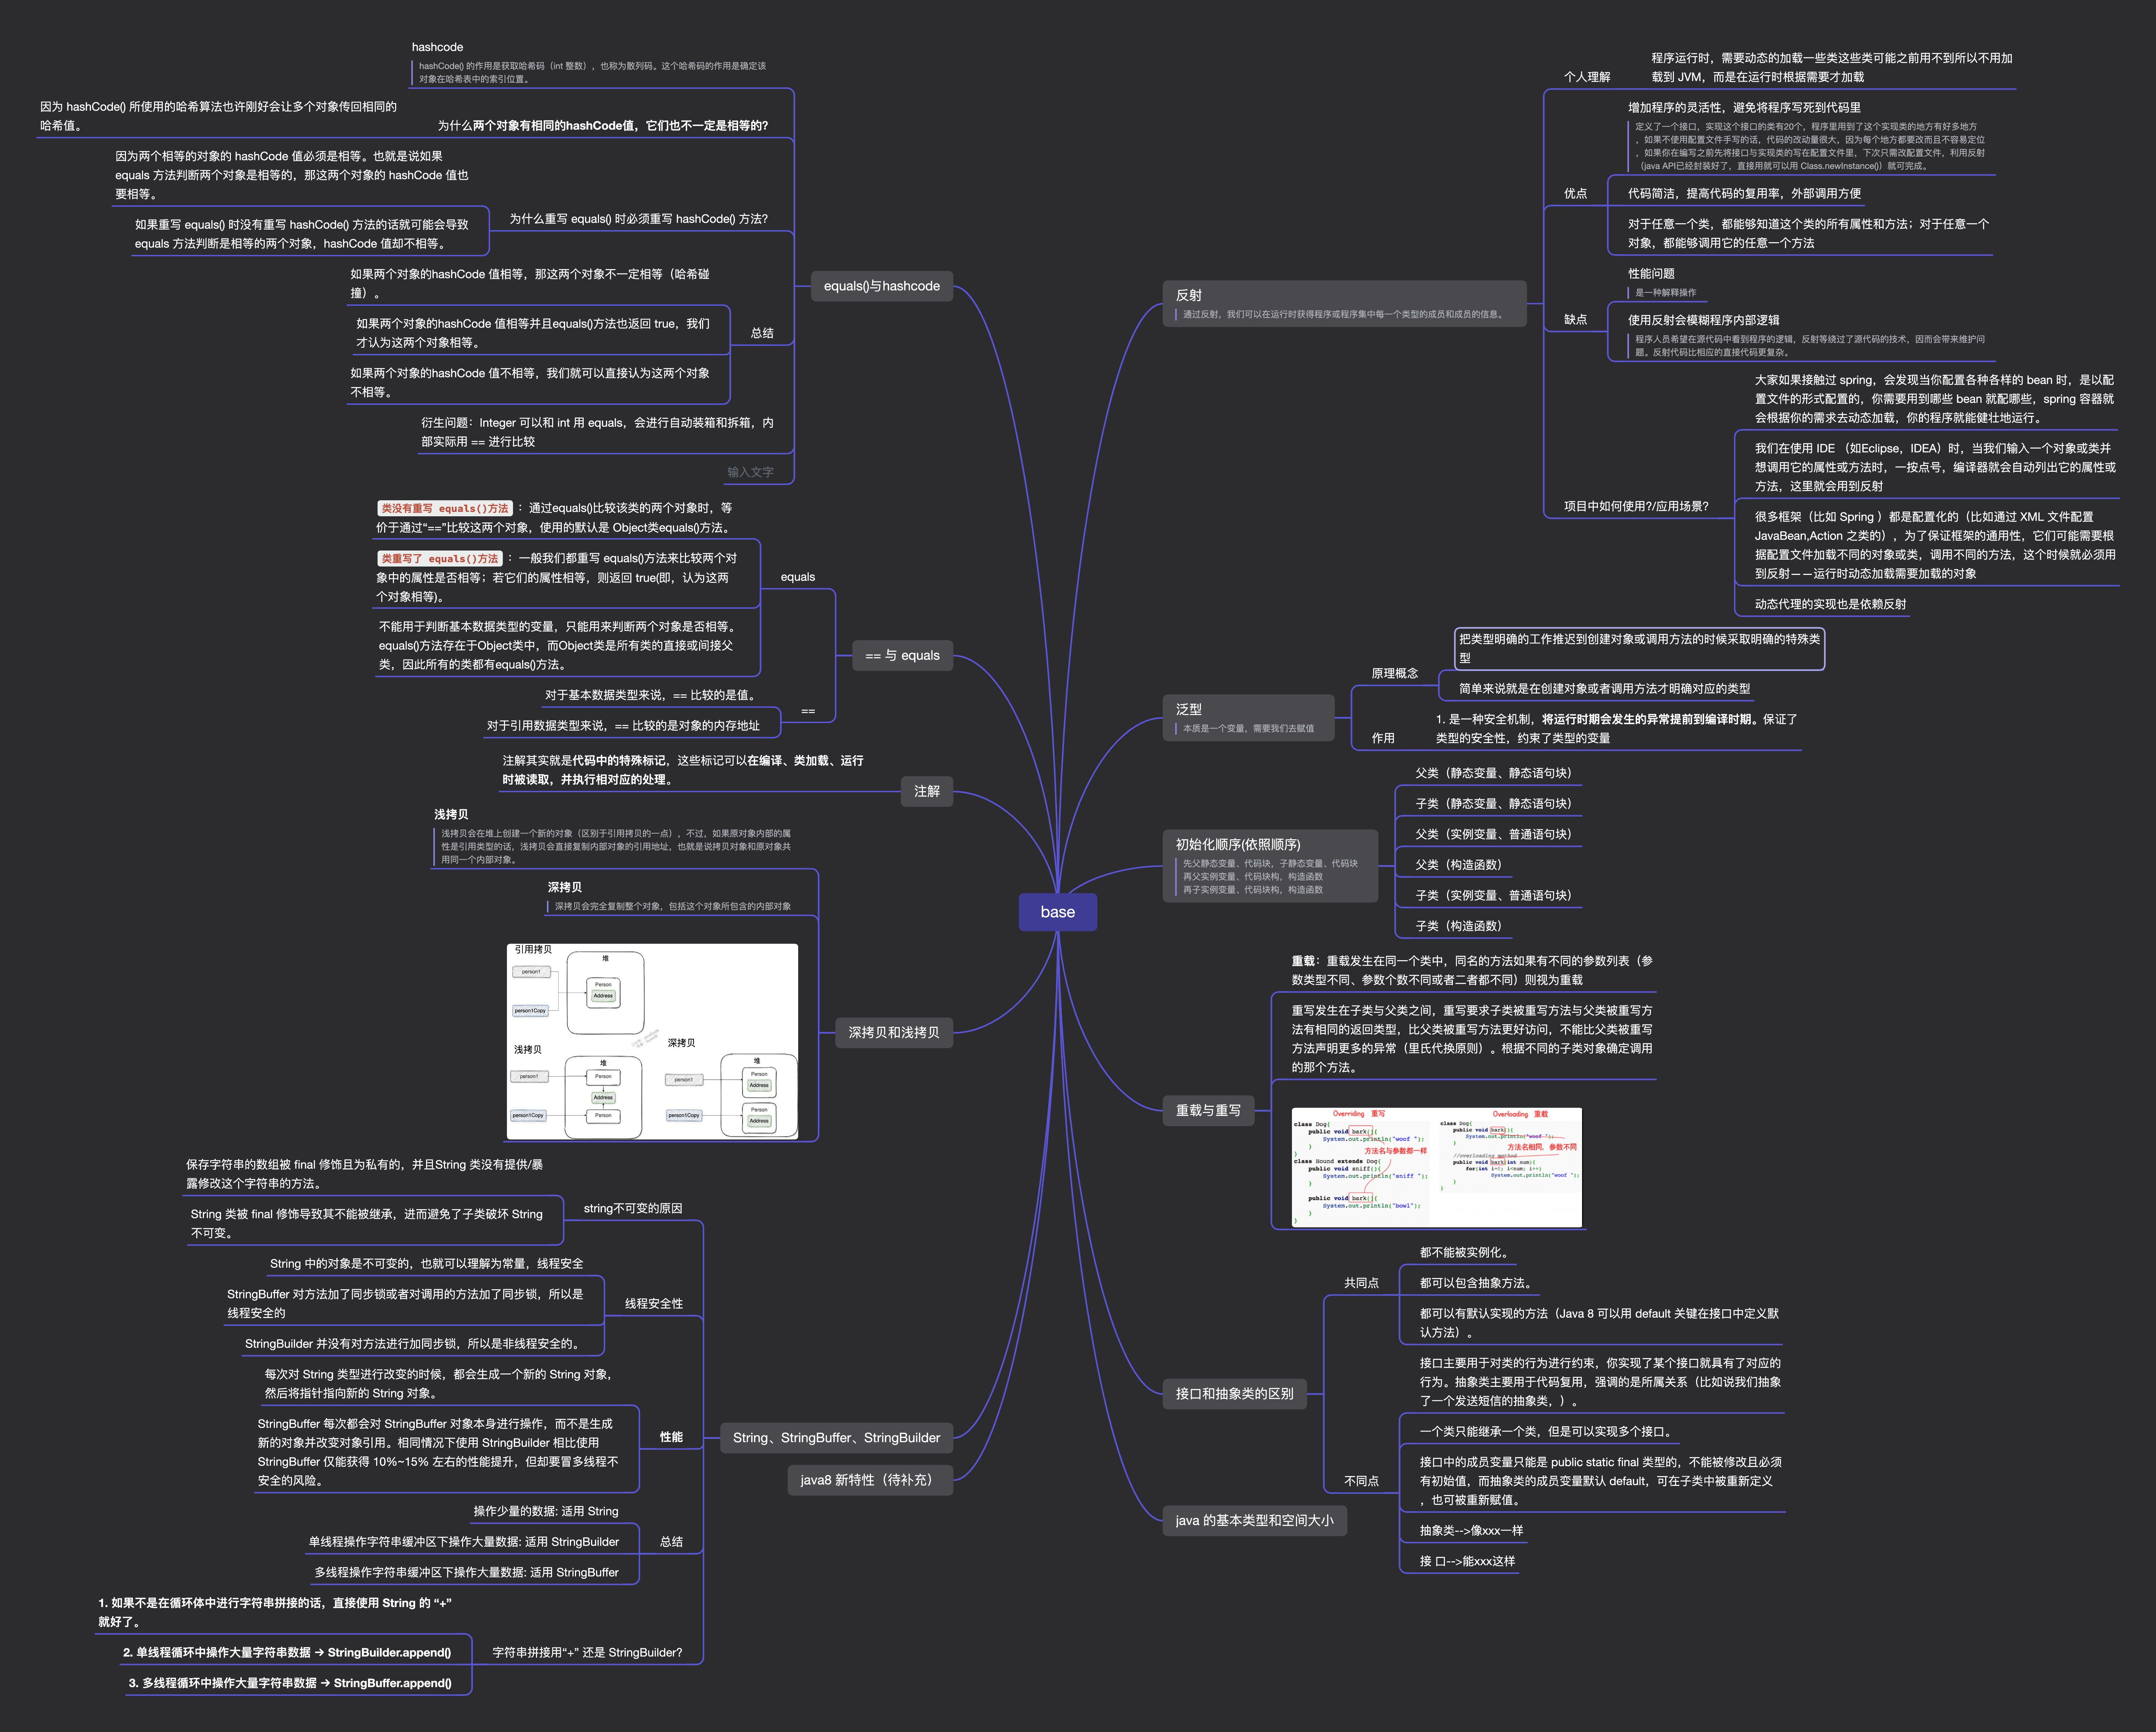 base
hashcode
hashCode() 的作用是获取哈希码（int 整数），也称为散列码。这个哈希码的作用是确定该
对象在哈希表中的索引位置。
因为 hashCode() 所使用的哈希算法也许刚好会让多个对象传回相同的
哈希值。
为什么两个对象有相同的hashCode值，它们也不一定是相等的？
因为两个相等的对象的 hashCode 值必须是相等。也就是说如果
equals 方法判断两个对象是相等的，那这两个对象的 hashCode 值也
要相等。
如果重写 equals() 时没有重写 hashCode() 方法的话就可能会导致
equals 方法判断是相等的两个对象，hashCode 值却不相等。
为什么重写 equals() 时必须重写 hashCode() 方法？
equals()与hashcode
如果两个对象的hashCode 值相等，那这两个对象不一定相等（哈希碰
撞）。
如果两个对象的hashCode 值相等并且equals()方法也返回 true，我们
才认为这两个对象相等。
总结
如果两个对象的hashCode 值不相等，我们就可以直接认为这两个对象
不相等。
衍生问题：Integer 可以和 int 用 equals，会进行自动装箱和拆箱，内
部实际用 == 进行比较
输入文字
类没有重写 equals()方法 ：通过equals()比较该类的两个对象时，等
价于通过“==”比较这两个对象，使用的默认是 Object类equals()方法。
类重写了 equals()方法 ：一般我们都重写 equals()方法来比较两个对
象中的属性是否相等；若它们的属性相等，则返回 true(即，认为这两
个对象相等)。
equals
不能用于判断基本数据类型的变量，只能用来判断两个对象是否相等。
equals()方法存在于Object类中，而Object类是所有类的直接或间接父
类，因此所有的类都有equals()方法。
== 与 equals
对于基本数据类型来说，== 比较的是值。
==
对于引用数据类型来说，== 比较的是对象的内存地址
注解其实就是代码中的特殊标记，这些标记可以在编译、类加载、运行
时被读取，并执行相对应的处理。
注解
浅拷贝
浅拷贝会在堆上创建一个新的对象（区别于引用拷贝的一点），不过，如果原对象内部的属
性是引用类型的话，浅拷贝会直接复制内部对象的引用地址，也就是说拷贝对象和原对象共
用同一个内部对象。
深拷贝
深拷贝会完全复制整个对象，包括这个对象所包含的内部对象
深拷贝和浅拷贝
引用拷贝
堆
person1
Person
Address
person1Copy
浅拷贝
堆
person1
Person
Address
person1Copy
Person
深拷贝
堆
person1
Person
Address
person1Copy
Person
Address
保存字符串的数组被 final 修饰且为私有的，并且String 类没有提供/暴
露修改这个字符串的方法。
string不可变的原因
String 类被 final 修饰导致其不能被继承，进而避免了子类破坏 String
不可变。
String 中的对象是不可变的，也就可以理解为常量，线程安全
StringBuffer 对方法加了同步锁或者对调用的方法加了同步锁，所以是
线程安全的
线程安全性
StringBuilder 并没有对方法进行加同步锁，所以是非线程安全的。
每次对 String 类型进行改变的时候，都会生成一个新的 String 对象，
然后将指针指向新的 String 对象。
StringBuffer 每次都会对 StringBuffer 对象本身进行操作，而不是生成
新的对象并改变对象引用。相同情况下使用 StringBuilder 相比使用
StringBuffer 仅能获得 10%~15% 左右的性能提升，但却要冒多线程不
安全的风险。
性能
String、StringBuffer、StringBuilder
操作少量的数据: 适用 String
单线程操作字符串缓冲区下操作大量数据: 适用 StringBuilder
总结
多线程操作字符串缓冲区下操作大量数据: 适用 StringBuffer
1. 如果不是在循环体中进行字符串拼接的话，直接使用 String 的 “+”
就好了。
2. 单线程循环中操作大量字符串数据 → StringBuilder.append()
字符串拼接用“+” 还是 StringBuilder?
3. 多线程循环中操作大量字符串数据 → StringBuffer.append()
java8 新特性（待补充）
反射
通过反射，我们可以在运行时获得程序或程序集中每一个类型的成员和成员的信息。
个人理解
程序运行时，需要动态的加载一些类这些类可能之前用不到所以不用加
载到 JVM，而是在运行时根据需要才加载
优点
增加程序的灵活性，避免将程序写死到代码里
定义了一个接口，实现这个接口的类有20个，程序里用到了这个实现类的地方有好多地方
，如果不使用配置文件手写的话，代码的改动量很大，因为每个地方都要改而且不容易定位
，如果你在编写之前先将接口与实现类的写在配置文件里，下次只需改配置文件，利用反射
（java API已经封装好了，直接用就可以用 Class.newInstance()）就可完成。
代码简洁，提高代码的复用率，外部调用方便
对于任意一个类，都能够知道这个类的所有属性和方法；对于任意一个
对象，都能够调用它的任意一个方法
缺点
性能问题
是一种解释操作
使用反射会模糊程序内部逻辑
程序人员希望在源代码中看到程序的逻辑，反射等绕过了源代码的技术，因而会带来维护问
题。反射代码比相应的直接代码更复杂。
项目中如何使用?/应用场景?
大家如果接触过 spring，会发现当你配置各种各样的 bean 时，是以配
置文件的形式配置的，你需要用到哪些 bean 就配哪些，spring 容器就
会根据你的需求去动态加载，你的程序就能健壮地运行。
我们在使用 IDE （如Eclipse，IDEA）时，当我们输入一个对象或类并
想调用它的属性或方法时，一按点号，编译器就会自动列出它的属性或
方法，这里就会用到反射
很多框架（比如 Spring ）都是配置化的（比如通过 XML 文件配置
JavaBean,Action 之类的），为了保证框架的通用性，它们可能需要根
据配置文件加载不同的对象或类，调用不同的方法，这个时候就必须用
到反射——运行时动态加载需要加载的对象
动态代理的实现也是依赖反射
泛型
本质是一个变量，需要我们去赋值
原理概念
把类型明确的工作推迟到创建对象或调用方法的时候采取明确的特殊类
型
简单来说就是在创建对象或者调用方法才明确对应的类型
作用
1. 是一种安全机制，将运行时期会发生的异常提前到编译时期。保证了
类型的安全性，约束了类型的变量
初始化顺序(依照顺序)
先父静态变量、代码块，子静态变量、代码块
再父实例变量、代码块构，构造函数
再子实例变量、代码块构，构造函数
父类（静态变量、静态语句块）
子类（静态变量、静态语句块）
父类（实例变量、普通语句块）
父类（构造函数）
子类（实例变量、普通语句块）
子类（构造函数）
重载与重写
重载：重载发生在同一个类中，同名的方法如果有不同的参数列表（参
数类型不同、参数个数不同或者二者都不同）则视为重载
重写发生在子类与父类之间，重写要求子类被重写方法与父类被重写方
法有相同的返回类型，比父类被重写方法更好访问，不能比父类被重写
方法声明更多的异常（里氏代换原则）。根据不同的子类对象确定调用
的那个方法。
Overriding 重写
class Dog{
public void bark(){
System.out.println("woof ");
}
方法名与参数都一样
}
class Hound extends Dog{
public void sniff(){
System.out.println("sniff ");
}
public void bark(){
System.out.println("bowl");
}
}
Overloading 重载
class Dog{
public void bark(){
System.out.println("woof ");
}
方法名相同，参数不同
//overloading method
public void bark(int num){
for(int i=0; i<num; i++)
System.out.println("woof ");
}
}
接口和抽象类的区别
共同点
都不能被实例化。
都可以包含抽象方法。
都可以有默认实现的方法（Java 8 可以用 default 关键在接口中定义默
认方法）。
不同点
接口主要用于对类的行为进行约束，你实现了某个接口就具有了对应的
行为。抽象类主要用于代码复用，强调的是所属关系（比如说我们抽象
了一个发送短信的抽象类，）。
一个类只能继承一个类，但是可以实现多个接口。
接口中的成员变量只能是 public static final 类型的，不能被修改且必须
有初始值，而抽象类的成员变量默认 default，可在子类中被重新定义
，也可被重新赋值。
抽象类-->像xxx一样
接 口-->能xxx这样
java 的基本类型和空间大小